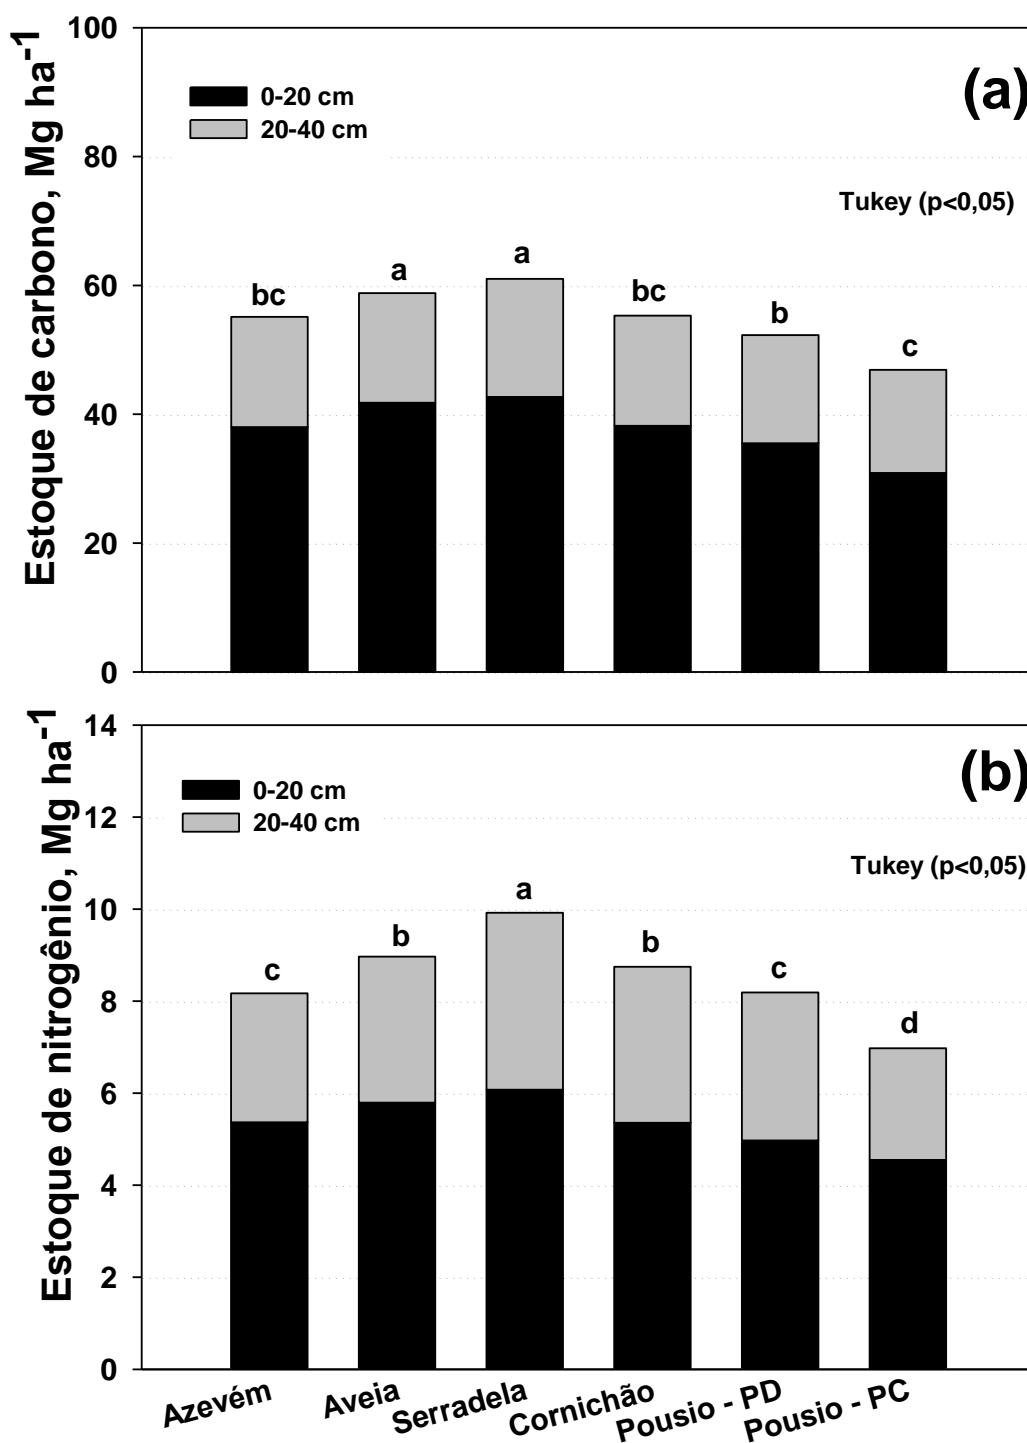 Estoque de carbono, Mg ha-1
100
80
60
40
20
0
(a)
0-20 cm
20-40 cm
Tukey (p<0,05)
bc
a
a
bc
b
c
Estoque de nitrogênio, Mg ha-1
14
12
10
8
6
4
2
0
(b)
0-20 cm
20-40 cm
Tukey (p<0,05)
c
b
a
b
c
d
Azevém
Aveia
Serradela
Cornichão
Pousio - PD
Pousio - PC